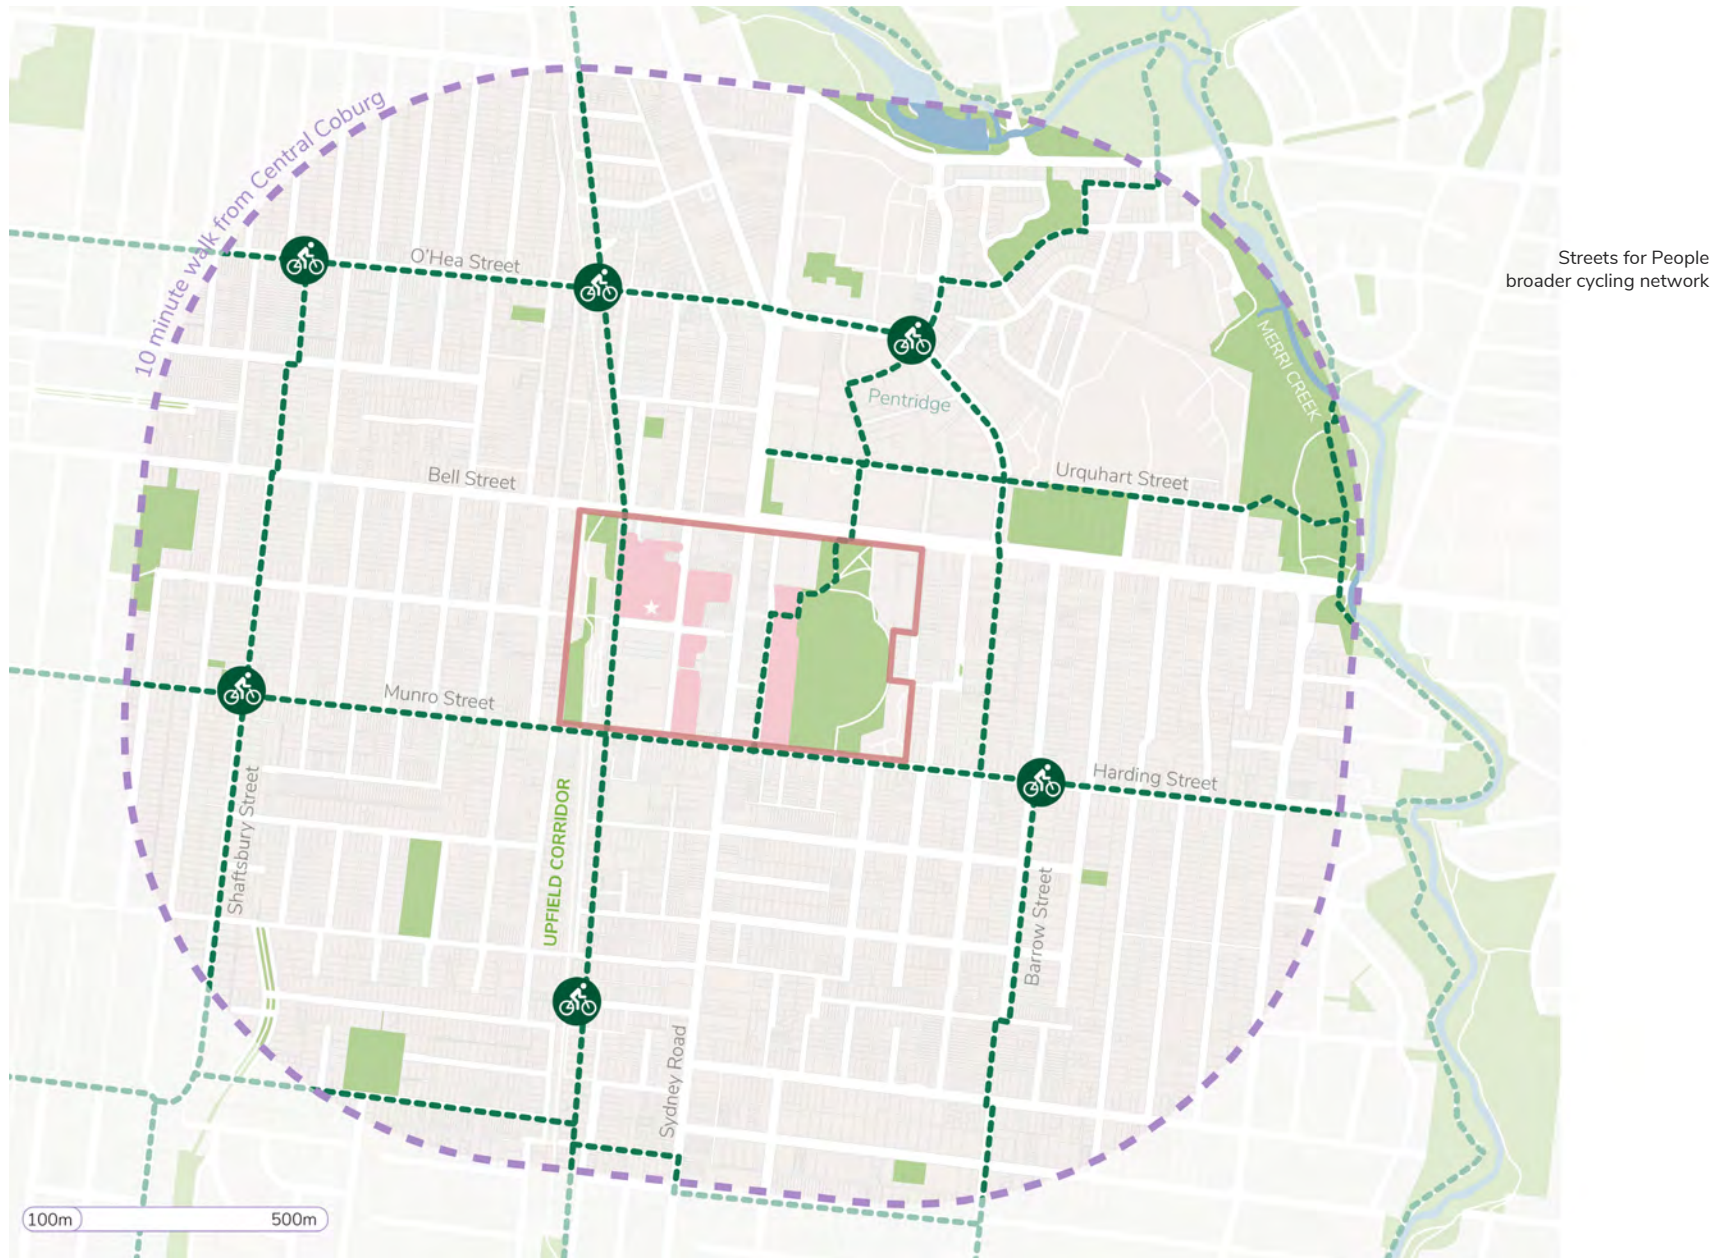 10 minute walk from Central Coburg
O'Hea Street
Streets for People
broader cycling network
MERRI CREEK
Pentridge
Bell Street
Urquhart Street
Munro Street
Harding Street
Shaftsbury Street
UPFIELD CORRIDOR
Barrow Street
Sydney Road
100m
500m